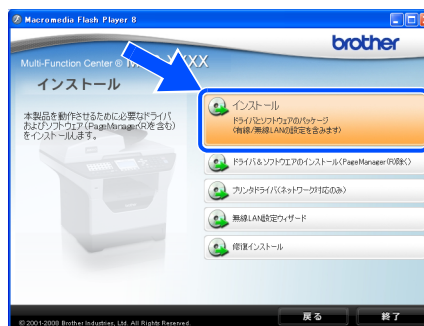 Macromedia Flash Player 8
brother
Multi-Function Center ®
XX
インストール
本製品を動作させるために必要なドライバ
およびソフトウェア(PageManager(R)を含む)
をインストールします。
インストール
ドライバとソフトウェアのパッケージ
(有線/無線LANの設定を含みます)
ドライバ&ソフトウエアのインストール(PageManager(R)除く)
プリンタドライバ(ネットワーク対応のみ)
無線LAN設定ウィザード
修復インストール
© 2001-2008 Brother Industries, Ltd. All Rights Reserved.
戻る
終了